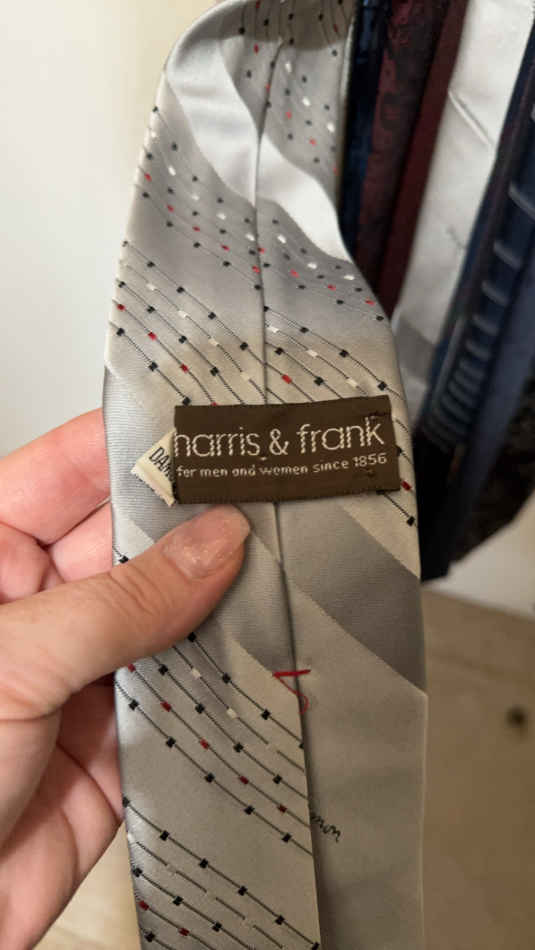 harris & frank
for men and women since 1856